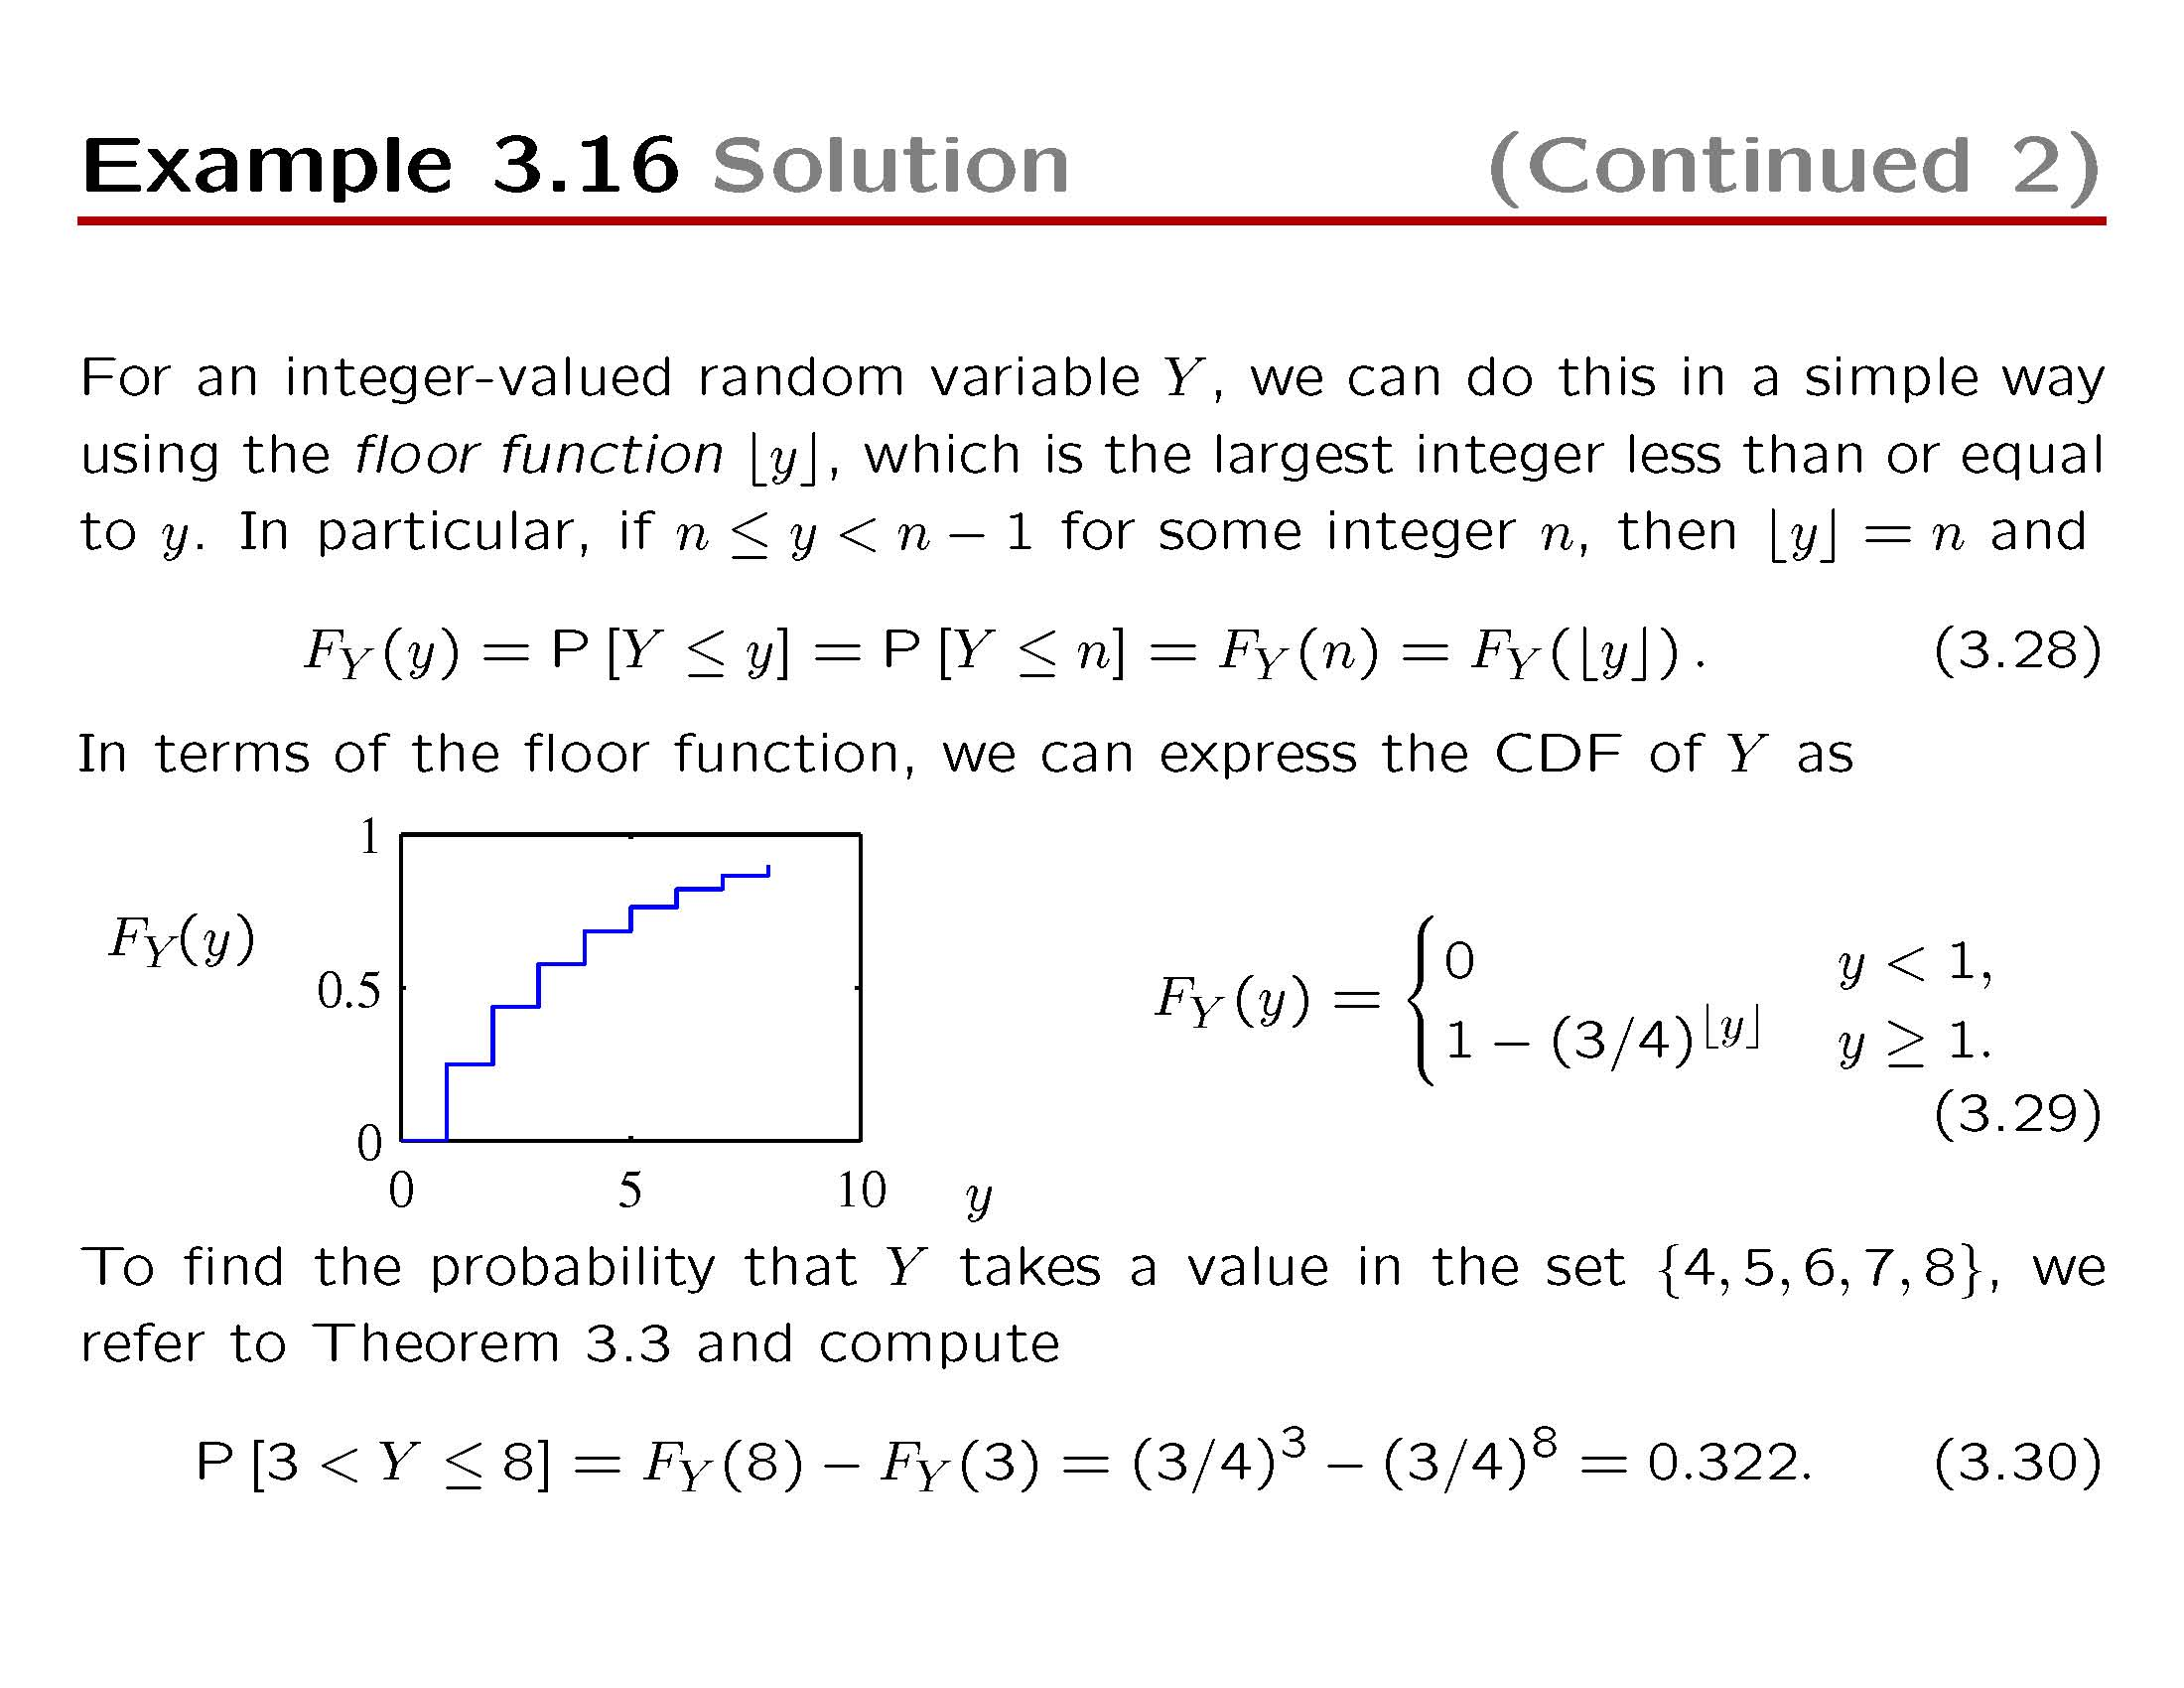 Example 3.16 Solution (Continued 2)
For an integer-valued random variable Y, we can do this in a simple way
using the floor function ⌊y⌋, which is the largest integer less than or equal
to y. In particular, if n ≤ y < n − 1 for some integer n, then ⌊y⌋ = n and
F_Y(y) = P [Y ≤ y] = P [Y ≤ n] = F_Y(n) = F_Y(⌊y⌋) . (3.28)
In terms of the floor function, we can express the CDF of Y as
1
F_Y(y)
0.5
0
0 5 10 y
F_Y(y) = { 0 y < 1,
1 − (3/4)^⌊y⌋ y ≥ 1.
(3.29)
To find the probability that Y takes a value in the set {4, 5, 6, 7, 8}, we
refer to Theorem 3.3 and compute
P [3 < Y ≤ 8] = F_Y(8) − F_Y(3) = (3/4)^3 − (3/4)^8 = 0.322. (3.30)